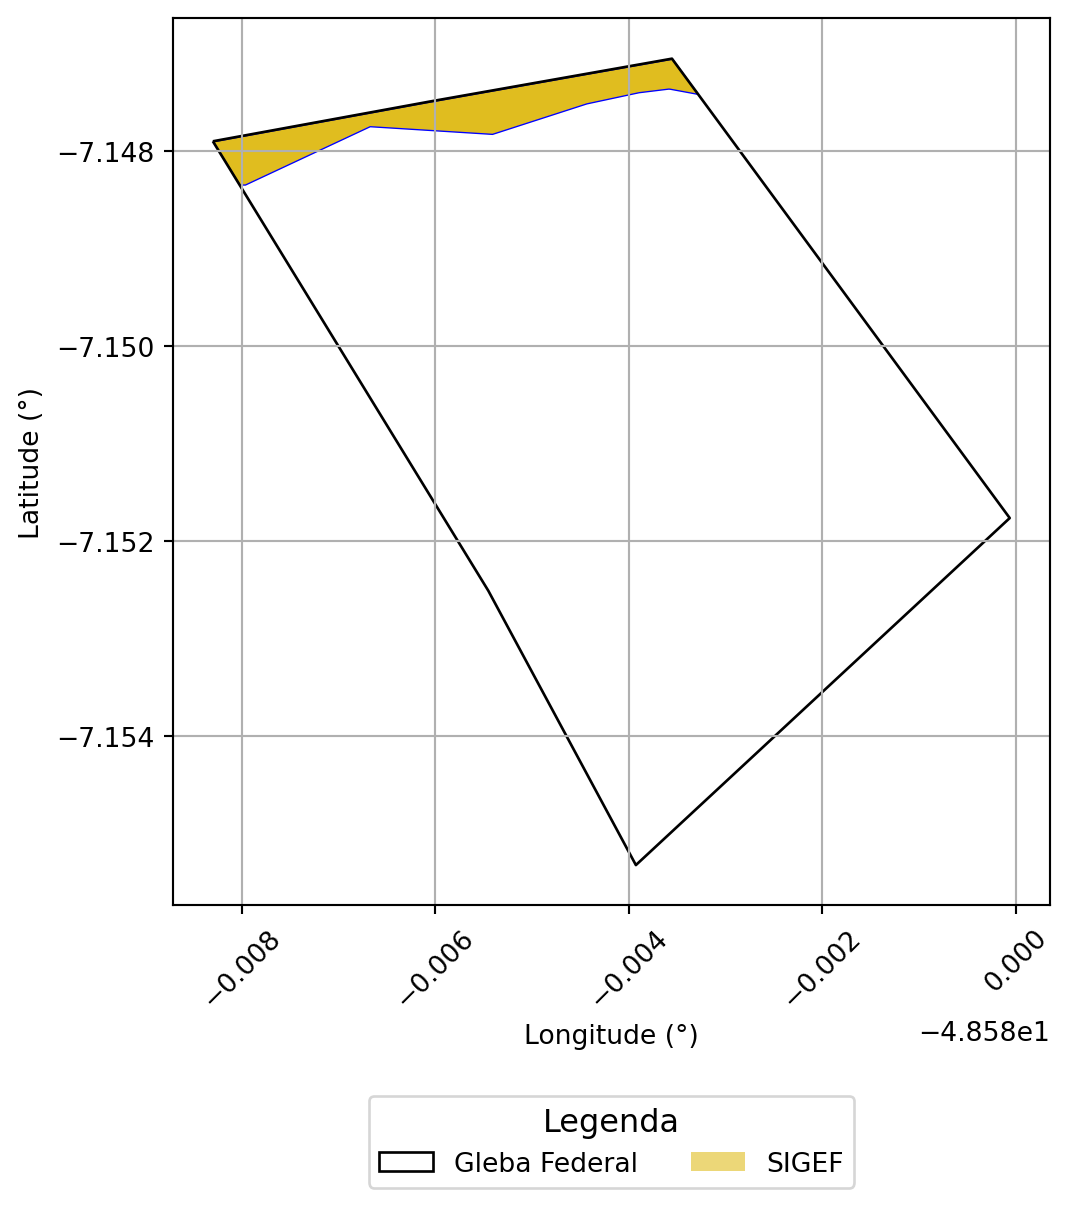 −7.148
−7.150
−7.152
−7.154
Latitude (°)
−0.008
−0.006
−0.004
−0.002
0.000
Longitude (°)
−4.858e1
Legenda
Gleba Federal
SIGEF